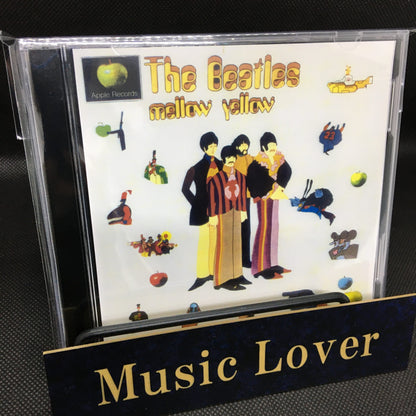 The Beatles
mellow yellow
Apple Records
Music Lover